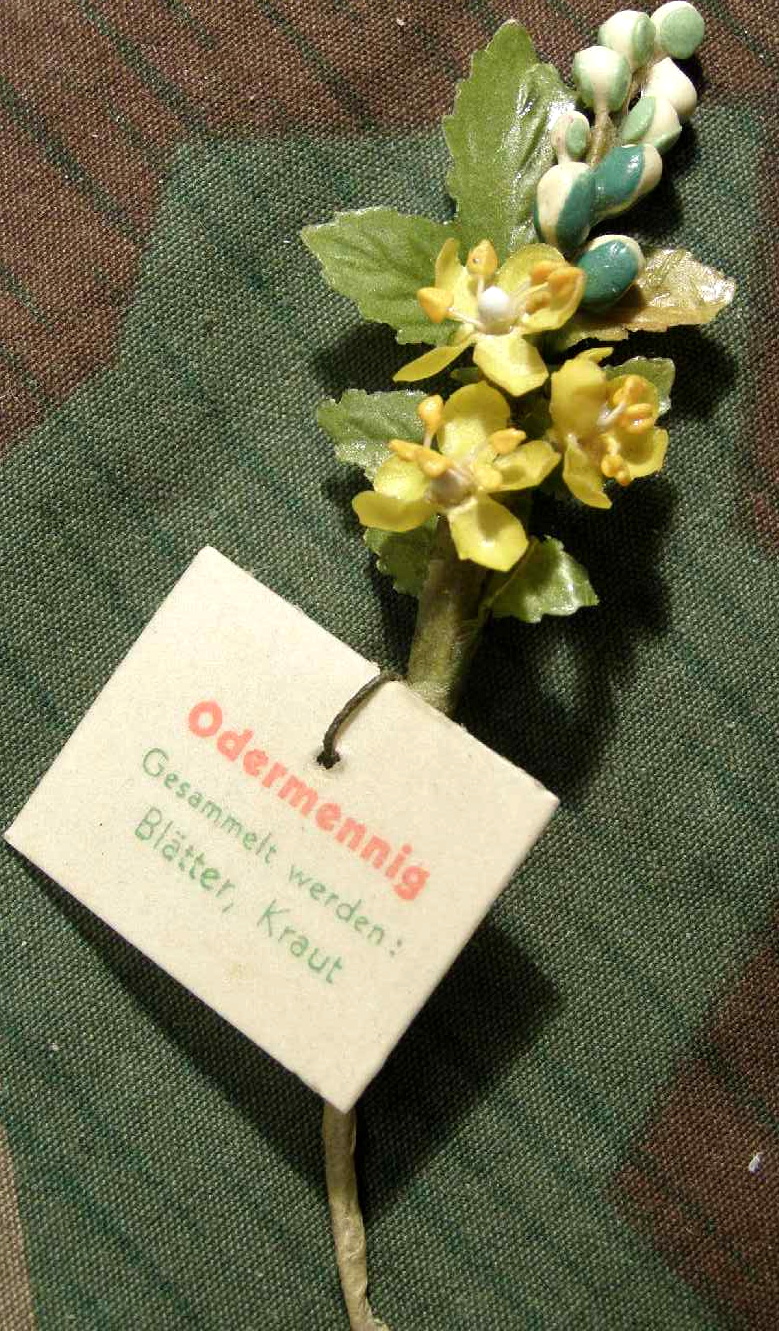 Odermennig
Gesammelt werden:
Blätter, Kraut